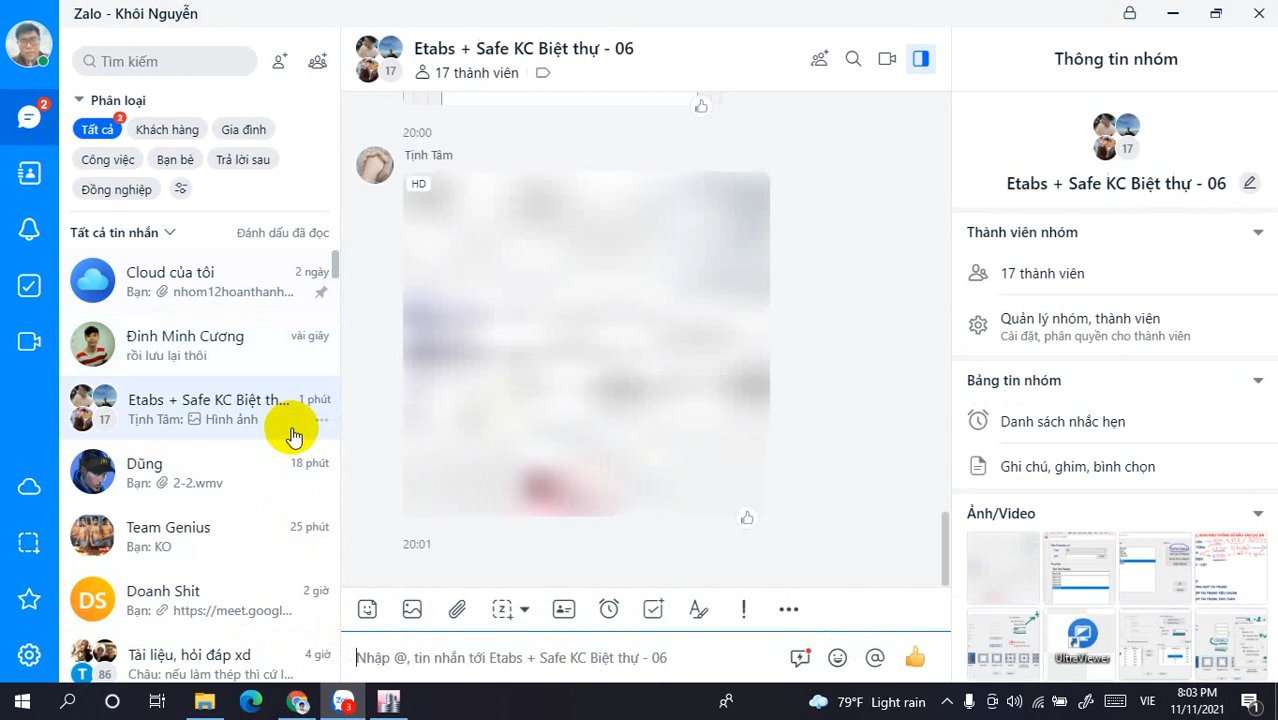 Zalo - Khôi Nguyễn
Tìm kiếm
Phân loại
Tất cả
2
Khách hàng
Gia đình
Công việc
Bạn bè
Trả lời sau
Đồng nghiệp
Tất cả tin nhắn
Đánh dấu đã đọc
2
Cloud của tôi
2 ngày
Bạn: nhom12hoanthanh...
Đinh Minh Cương
vài giây
rồi lưu lại thôi
Etabs + Safe KC Biệt th...
1 phút
17
Tịnh Tâm: Hình ảnh
Dũng
18 phút
Bạn: 2-2.wmv
Team Genius
25 phút
Bạn: KO
DS
Doanh Shit
2 giờ
Bạn: https://meet.googl...
Tài liệu, hỏi đáp xd
4 giờ
T 86
Châu: nếu làm thép thì cứ l...
Etabs + Safe KC Biệt thự - 06
17
17 thành viên
20:00
Tịnh Tâm
HD
20:01
Nhập @, tin nhắn tới Etabs + Safe KC Biệt thự - 06
Thông tin nhóm
17
Etabs + Safe KC Biệt thự - 06
Thành viên nhóm
17 thành viên
Quản lý nhóm, thành viên
Cài đặt, phân quyền cho thành viên
Bảng tin nhóm
Danh sách nhắc hẹn
Ghi chú, ghim, bình chọn
Ảnh/Video
UltraViewer
3
79°F Light rain
VIE
8:03 PM
11/11/2021
1